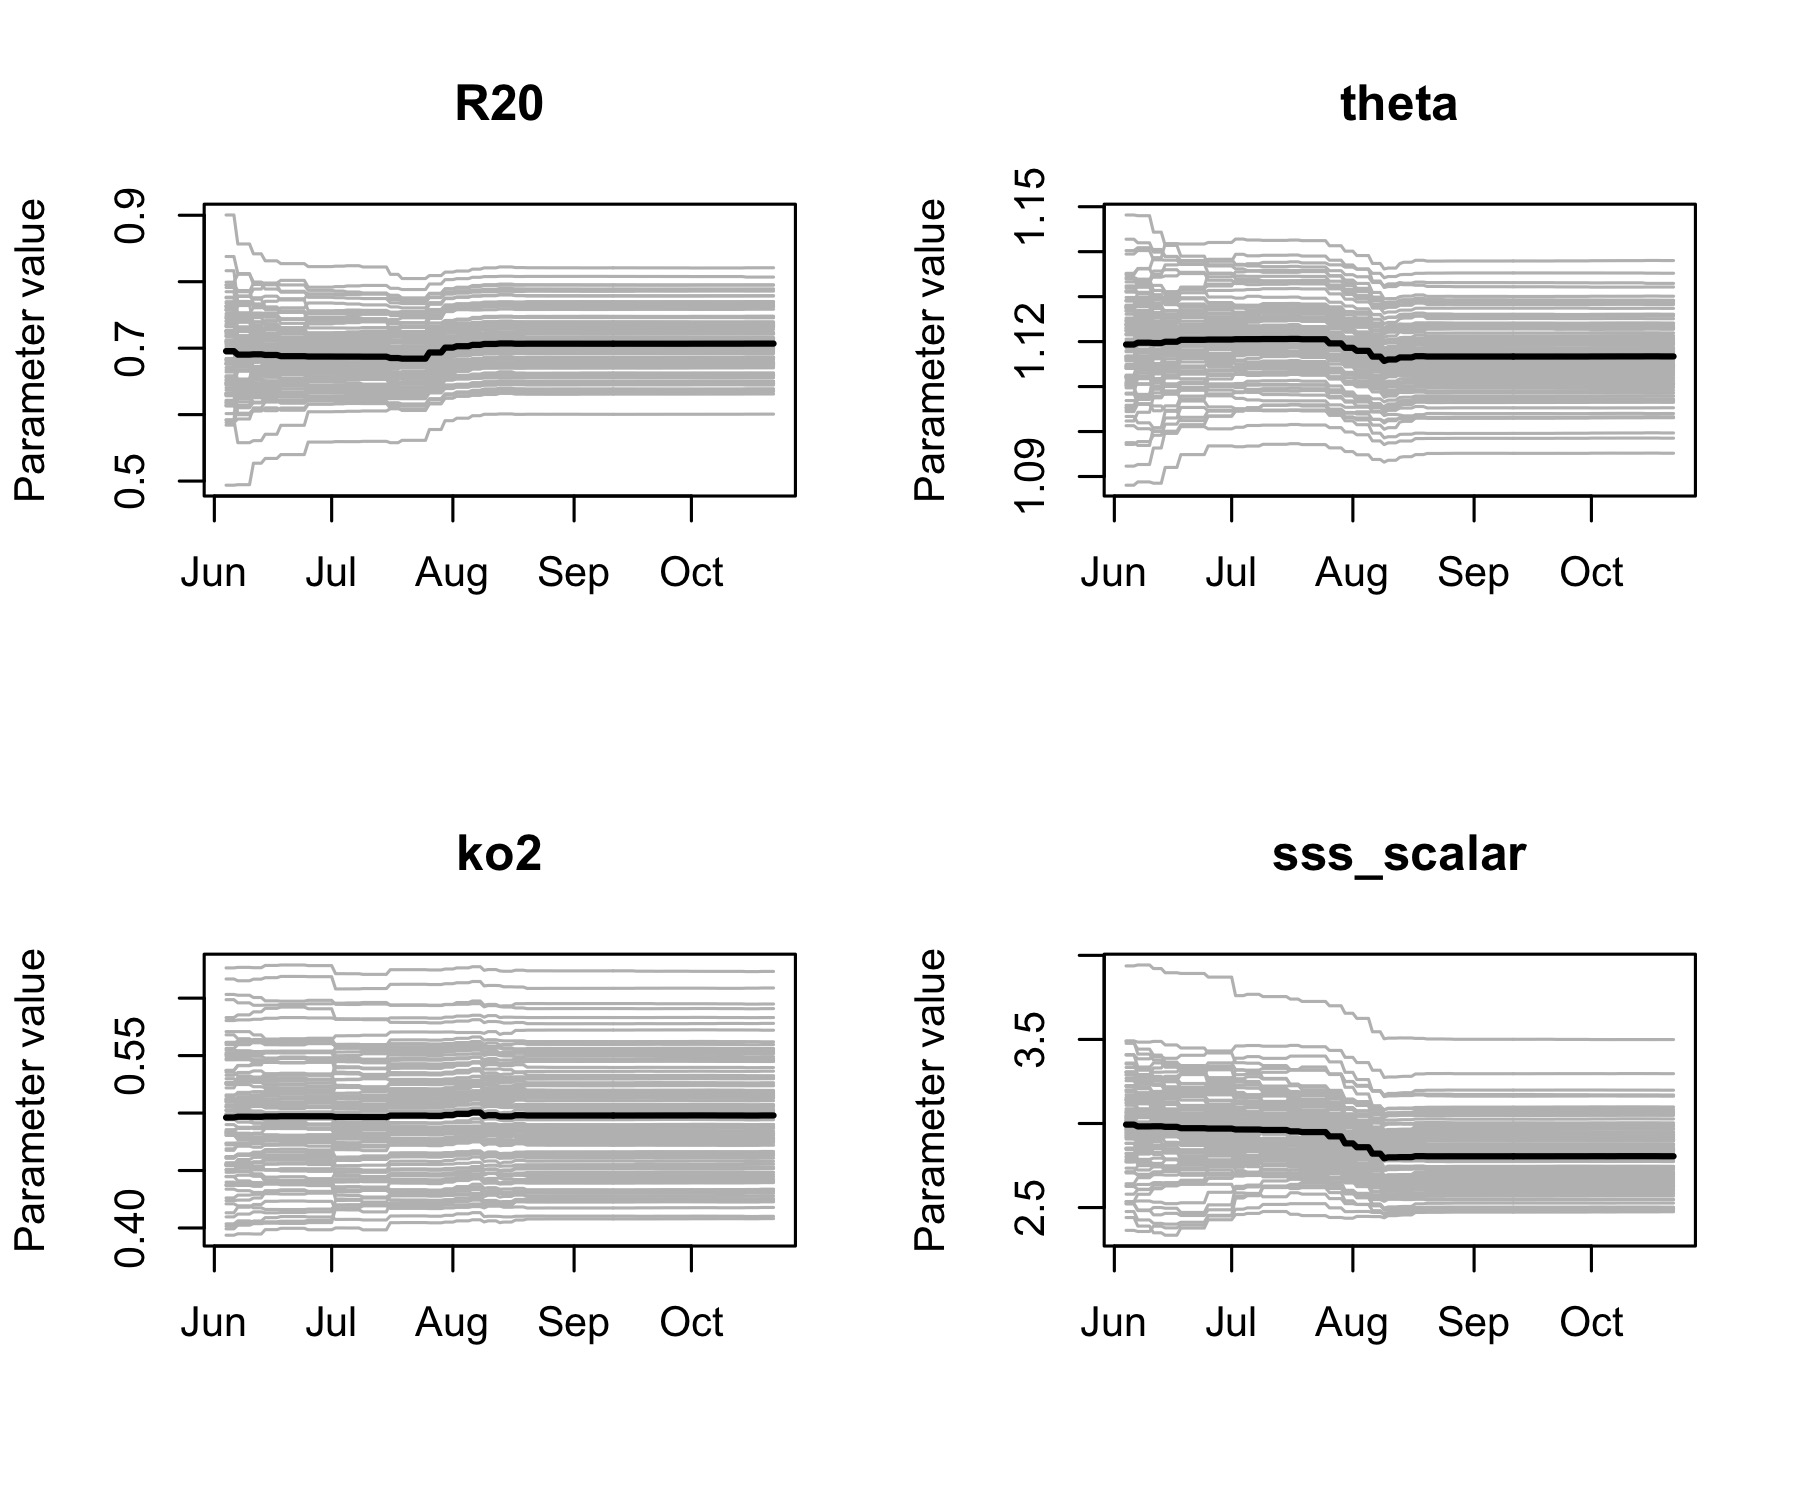 R20
Parameter value
0.9
0.7
0.5
Jun Jul Aug Sep Oct
theta
Parameter value
1.15
1.12
1.09
Jun Jul Aug Sep Oct
ko2
Parameter value
0.55
0.40
Jun Jul Aug Sep Oct
sss_scalar
Parameter value
3.5
2.5
Jun Jul Aug Sep Oct